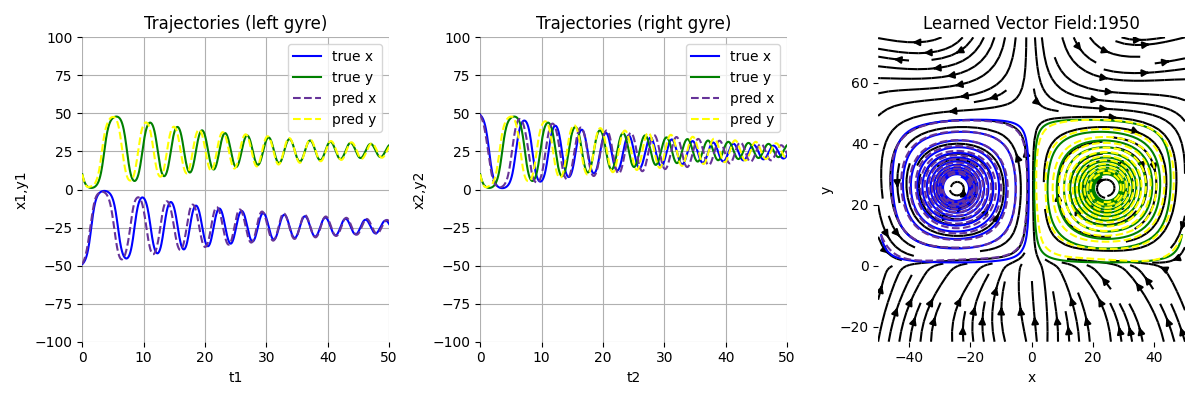 Trajectories (left gyre)
100
75
50
25
0
−25
−50
−75
−100
x1,y1
0 10 20 30 40 50
t1
true x
true y
pred x
pred y
Trajectories (right gyre)
100
75
50
25
0
−25
−50
−75
−100
x2,y2
0 10 20 30 40 50
t2
true x
true y
pred x
pred y
Learned Vector Field:1950
60
40
20
0
−20
y
−40 −20 0 20 40
x